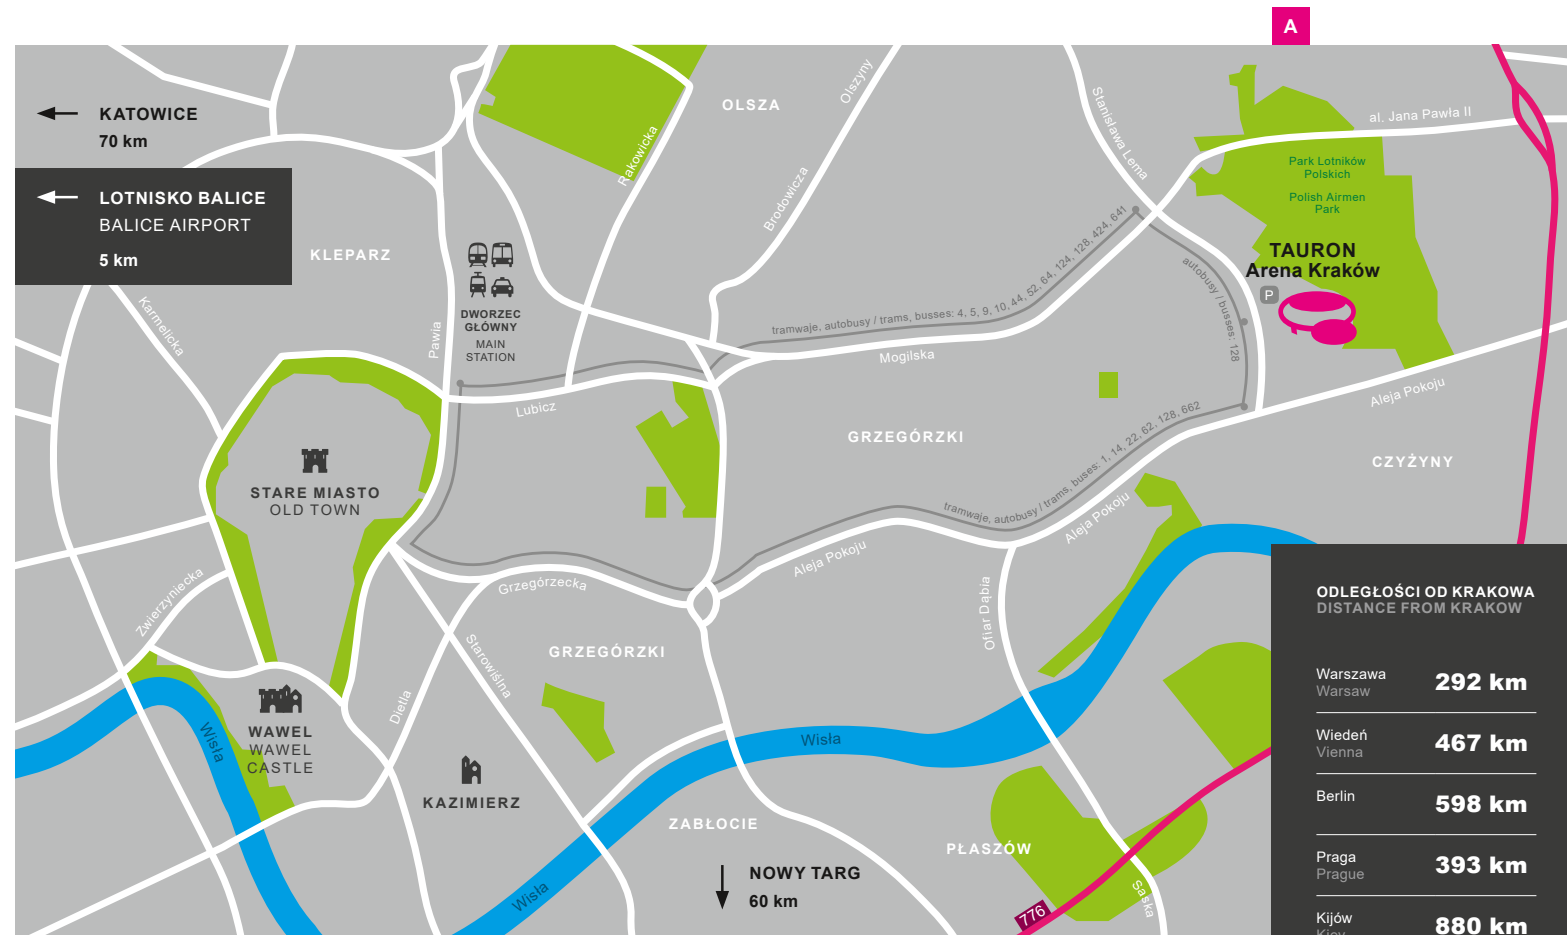 A
KATOWICE
70 km
LOTNISKO BALICE
BALICE AIRPORT
5 km
KLEPARZ
OLSZA
Olszyny
Rakowicka
Brodowicza
Stanisława Lema
al. Jana Pawła II
Park Lotników
Polskich
Polish Airmen
Park
TAURON
Arena Kraków
P
Karmelicka
Pawia
DWORZEC
GŁÓWNY
MAIN
STATION
tramwaje, autobusy / trams, busses: 4, 5, 9, 10, 44, 52, 64, 124, 128, 424, 641
autobusy / busses: 128
Mogilska
Lubicz
Aleja Pokoju
GRZEGÓRZKI
CZYŻYNY
STARE MIASTO
OLD TOWN
tramwaje, autobusy / trams, buses: 1, 14, 22, 62, 128, 662
Aleja Pokoju
Aleja Pokoju
Zwierzyniecka
Grzegórzecka
Ofiar Dąbia
GRZEGÓRZKI
Starowiślna
Dietla
WAWEL
WAWEL
CASTLE
Wisła
Wisła
KAZIMIERZ
ZABŁOCIE
PŁASZÓW
NOWY TARG
60 km
Wisła
776
Saska
ODLEGŁOŚCI OD KRAKOWA
DISTANCE FROM KRAKOW
Warszawa
Warsaw
292 km
Wiedeń
Vienna
467 km
Berlin
598 km
Praga
Prague
393 km
Kijów
Kiev
880 km